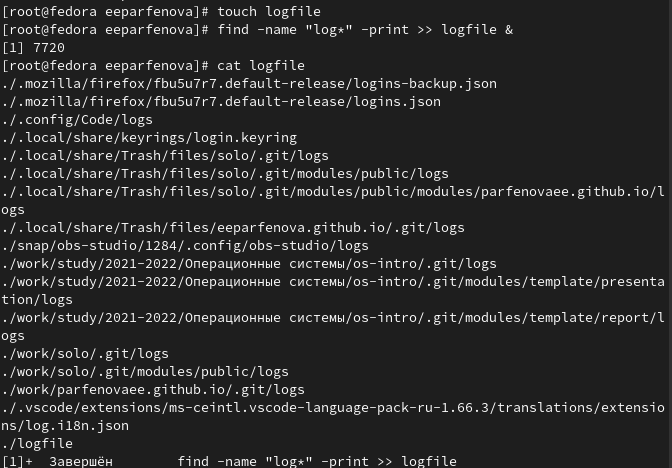 [root@fedora eeparfenova]# touch logfile
[root@fedora eeparfenova]# find -name "log*" -print >> logfile &
[1] 7720
[root@fedora eeparfenova]# cat logfile
./.mozilla/firefox/fbu5u7r7.default-release/logins-backup.json
./.mozilla/firefox/fbu5u7r7.default-release/logins.json
./.config/Code/logs
./.local/share/keyrings/login.keyring
./.local/share/Trash/files/solo/.git/logs
./.local/share/Trash/files/solo/.git/modules/public/logs
./.local/share/Trash/files/solo/.git/modules/public/modules/parfenovaee.github.io/l
ogs
./.local/share/Trash/files/eeparfenova.github.io/.git/logs
./snap/obs-studio/1284/.config/obs-studio/logs
./work/study/2021-2022/Операционные системы/os-intro/.git/logs
./work/study/2021-2022/Операционные системы/os-intro/.git/modules/template/presenta
tion/logs
./work/study/2021-2022/Операционные системы/os-intro/.git/modules/template/report/l
ogs
./work/solo/.git/logs
./work/solo/.git/modules/public/logs
./work/parfenovaee.github.io/.git/logs
./.vscode/extensions/ms-ceintl.vscode-language-pack-ru-1.66.3/translations/extensio
ns/log.i18n.json
./logfile
[1]+  Завершён        find -name "log*" -print >> logfile